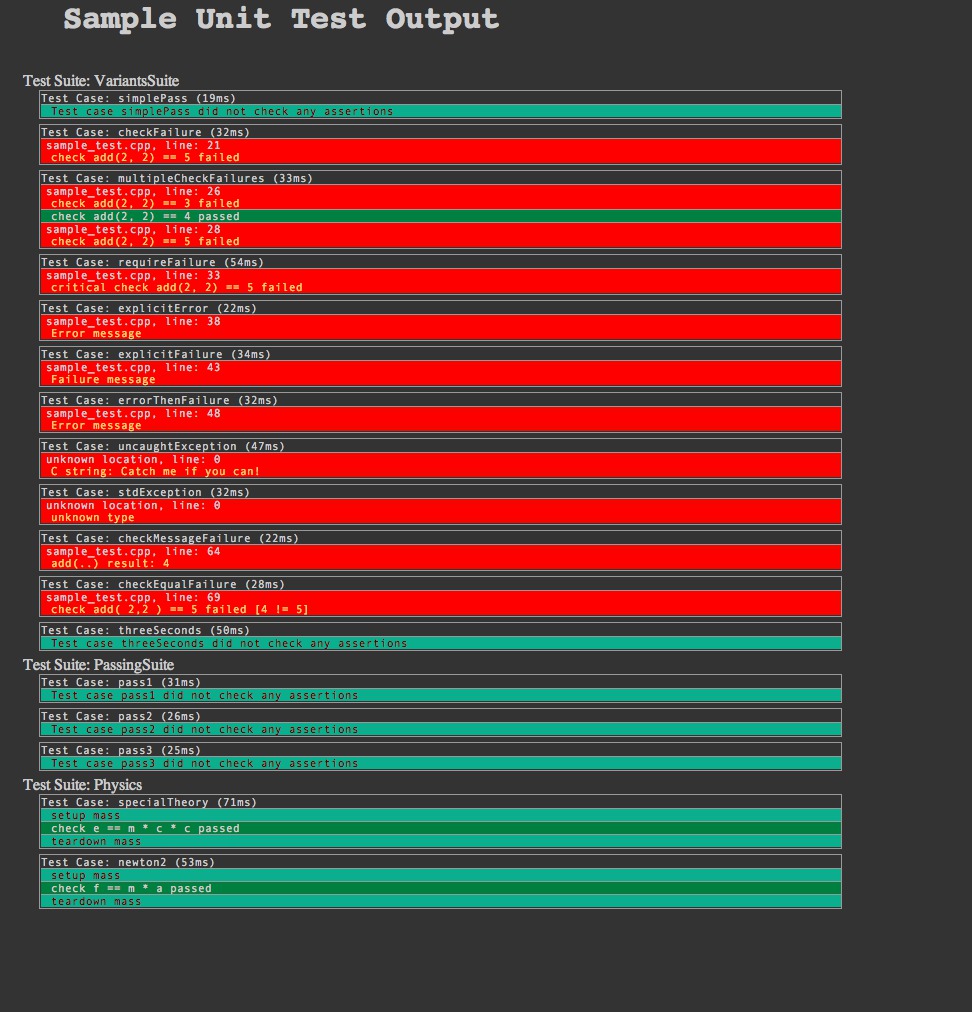 Sample Unit Test Output
Test Suite: VariantsSuite
Test Case: simplePass (19ms)
Test case simplePass did not check any assertions
Test Case: checkFailure (32ms)
sample_test.cpp, line: 21
check add(2, 2) == 5 failed
Test Case: multipleCheckFailures (33ms)
sample_test.cpp, line: 26
check add(2, 2) == 3 failed
check add(2, 2) == 4 passed
sample_test.cpp, line: 28
check add(2, 2) == 5 failed
Test Case: requireFailure (54ms)
sample_test.cpp, line: 33
critical check add(2, 2) == 5 failed
Test Case: explicitError (22ms)
sample_test.cpp, line: 38
Error message
Test Case: explicitFailure (34ms)
sample_test.cpp, line: 43
Failure message
Test Case: errorThenFailure (32ms)
sample_test.cpp, line: 48
Error message
Test Case: uncaughtException (47ms)
unknown location, line: 0
C string: Catch me if you can!
Test Case: stdException (32ms)
unknown location, line: 0
unknown type
Test Case: checkMessageFailure (22ms)
sample_test.cpp, line: 64
add(..) result: 4
Test Case: checkEqualFailure (28ms)
sample_test.cpp, line: 69
check add( 2,2 ) == 5 failed [4 != 5]
Test Case: threeSeconds (50ms)
Test case threeSeconds did not check any assertions
Test Suite: PassingSuite
Test Case: pass1 (31ms)
Test case pass1 did not check any assertions
Test Case: pass2 (26ms)
Test case pass2 did not check any assertions
Test Case: pass3 (25ms)
Test case pass3 did not check any assertions
Test Suite: Physics
Test Case: specialTheory (71ms)
setup mass
check e == m * c * c passed
teardown mass
Test Case: newton2 (53ms)
setup mass
check f == m * a passed
teardown mass